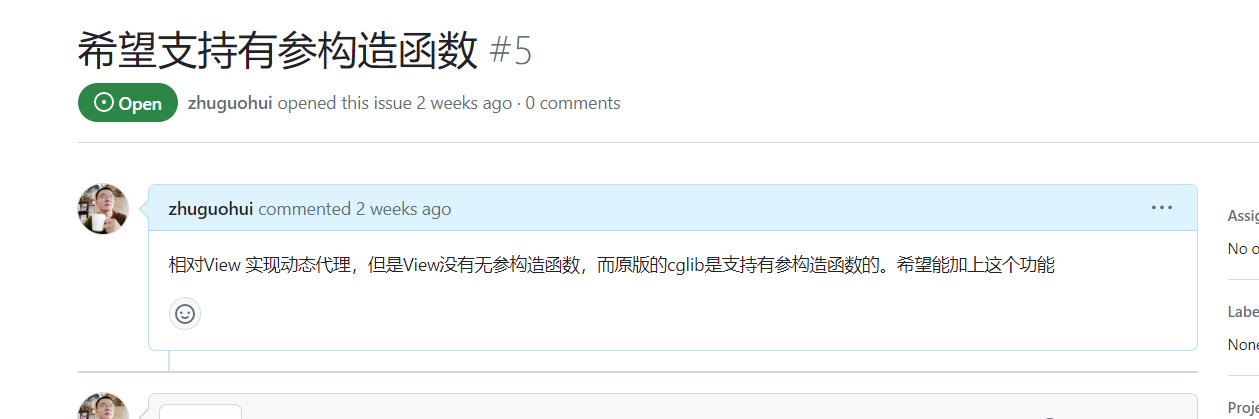 希望支持有参构造函数 #5
Open zhuguohui opened this issue 2 weeks ago · 0 comments
zhuguohui commented 2 weeks ago
Assig
相对View 实现动态代理，但是View没有无参构造函数，而原版的cglib是支持有参构造函数的。希望能加上这个功能
No o
Labe
None
Proje